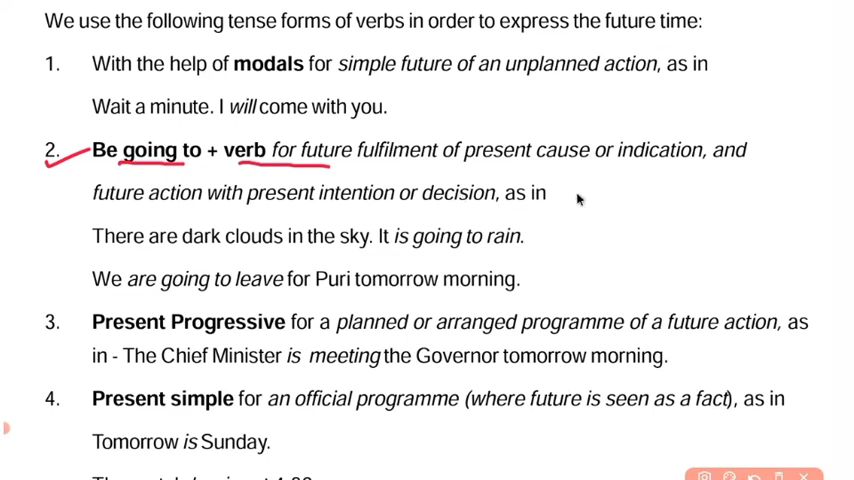 We use the following tense forms of verbs in order to express the future time:
1. With the help of modals for simple future of an unplanned action, as in
Wait a minute. I will come with you.
2. Be going to + verb for future fulfilment of present cause or indication, and
future action with present intention or decision, as in
There are dark clouds in the sky. It is going to rain.
We are going to leave for Puri tomorrow morning.
3. Present Progressive for a planned or arranged programme of a future action, as
in - The Chief Minister is meeting the Governor tomorrow morning.
4. Present simple for an official programme (where future is seen as a fact), as in
Tomorrow is Sunday.